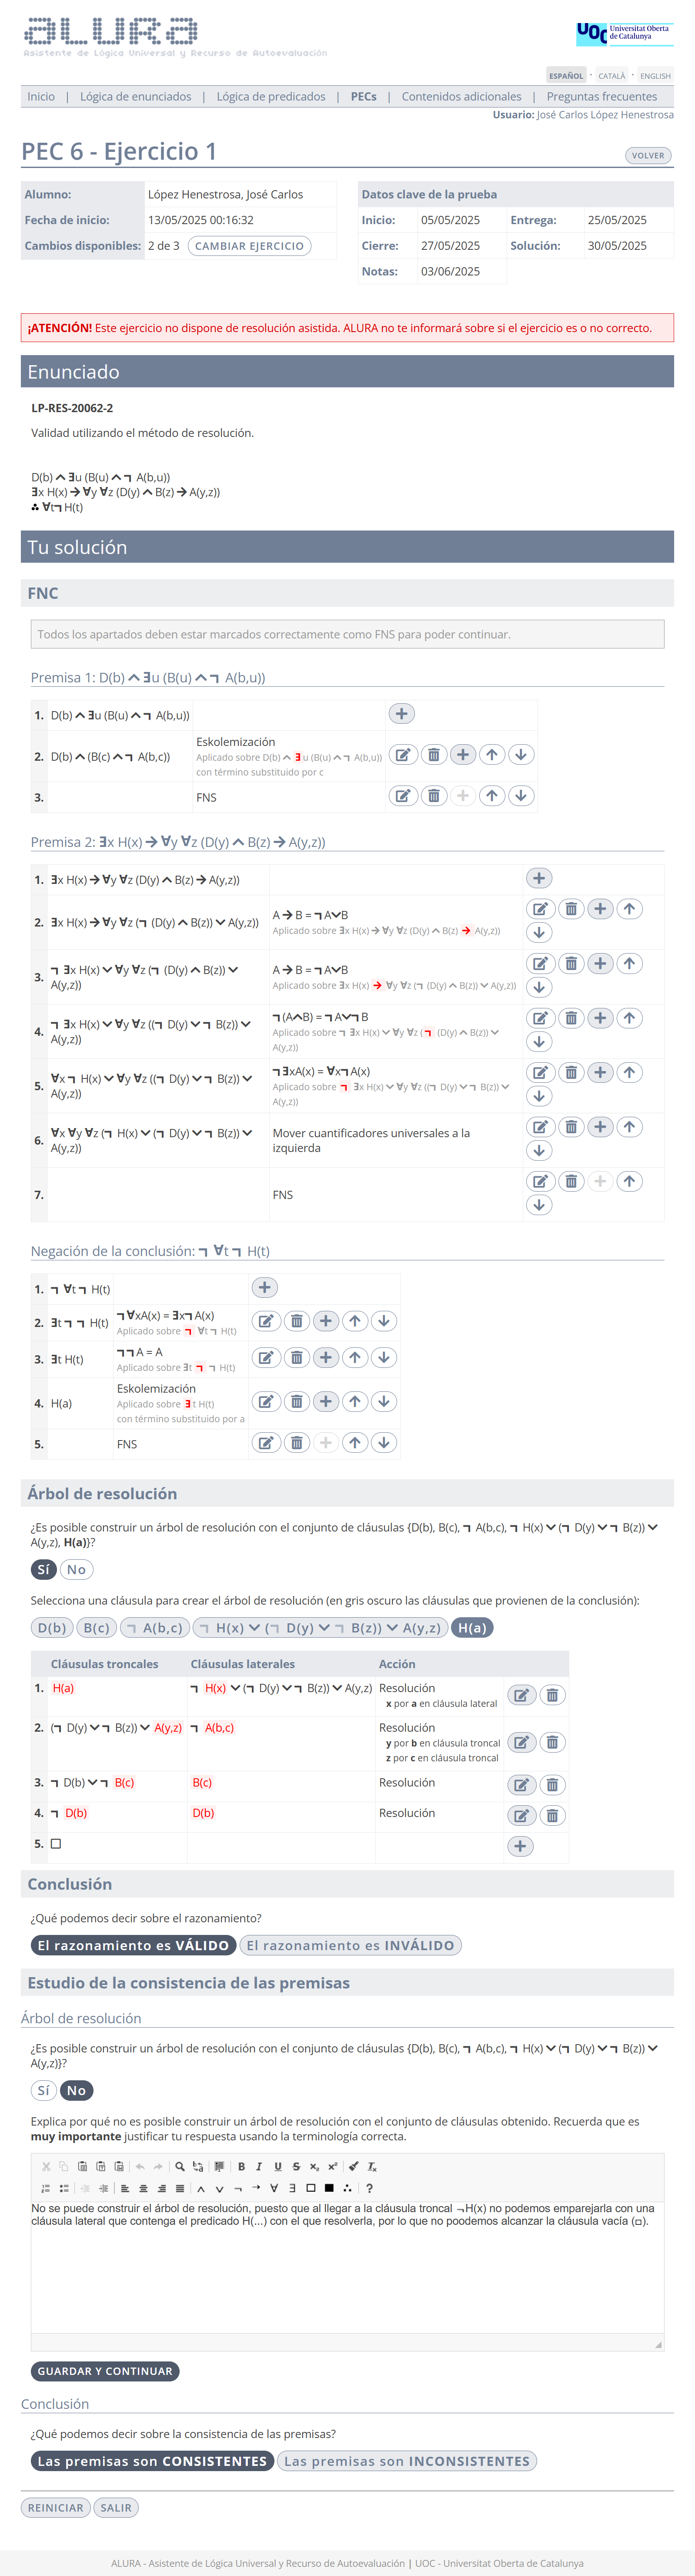 ALURA
Asistente de Lógica Universal y Recurso de Autoevaluación
UOC Universitat Oberta
de Catalunya
ESPAÑOL · CATALÀ · ENGLISH
Inicio | Lógica de enunciados | Lógica de predicados | PECs | Contenidos adicionales | Preguntas frecuentes
Usuario: José Carlos López Henestrosa
PEC 6 - Ejercicio 1
VOLVER
Alumno: López Henestrosa, José Carlos
Fecha de inicio: 13/05/2025 00:16:32
Cambios disponibles: 2 de 3 CAMBIAR EJERCICIO
Datos clave de la prueba
Inicio: 05/05/2025 Entrega: 25/05/2025
Cierre: 27/05/2025 Solución: 30/05/2025
Notas: 03/06/2025
¡ATENCIÓN! Este ejercicio no dispone de resolución asistida. ALURA no te informará sobre si el ejercicio es o no correcto.
Enunciado
LP-RES-20062-2
Validad utilizando el método de resolución.
D(b) ∧ ∃u (B(u) ∧ ¬ A(b,u))
∃x H(x) → ∀y ∀z (D(y) ∧ B(z) → A(y,z))
∴ ∀t¬ H(t)
Tu solución
FNC
Todos los apartados deben estar marcados correctamente como FNS para poder continuar.
Premisa 1: D(b) ∧ ∃u (B(u) ∧ ¬ A(b,u))
1. D(b) ∧ ∃u (B(u) ∧ ¬ A(b,u))
2. D(b) ∧ (B(c) ∧ ¬ A(b,c)) Eskolemización
Aplicado sobre D(b) ∧ ∃ u (B(u) ∧ ¬ A(b,u))
con término substituido por c
3. FNS
Premisa 2: ∃x H(x) → ∀y ∀z (D(y) ∧ B(z) → A(y,z))
1. ∃x H(x) → ∀y ∀z (D(y) ∧ B(z) → A(y,z))
2. ∃x H(x) → ∀y ∀z (¬ (D(y) ∧ B(z)) ∨ A(y,z)) A → B = ¬ A∨B
Aplicado sobre ∃x H(x) → ∀y ∀z (D(y) ∧ B(z) → A(y,z))
3. ¬ ∃x H(x) ∨ ∀y ∀z (¬ (D(y) ∧ B(z)) ∨
A(y,z)) A → B = ¬ A∨B
Aplicado sobre ∃x H(x) → ∀y ∀z (¬ (D(y) ∧ B(z)) ∨ A(y,z))
4. ¬ ∃x H(x) ∨ ∀y ∀z ((¬ D(y) ∨ ¬ B(z)) ∨
A(y,z)) ¬ (A∧B) = ¬ A∨¬ B
Aplicado sobre ¬ ∃x H(x) ∨ ∀y ∀z ( ¬ (D(y) ∧ B(z)) ∨
A(y,z))
5. ∀x ¬ H(x) ∨ ∀y ∀z ((¬ D(y) ∨ ¬ B(z)) ∨
A(y,z)) ¬ ∃xA(x) = ∀x¬ A(x)
Aplicado sobre ¬ ∃x H(x) ∨ ∀y ∀z ((¬ D(y) ∨ ¬ B(z)) ∨
A(y,z))
6. ∀x ∀y ∀z (¬ H(x) ∨ (¬ D(y) ∨ ¬ B(z)) ∨
A(y,z)) Mover cuantificadores universales a la
izquierda
7. FNS
Negación de la conclusión: ¬ ∀t ¬ H(t)
1. ¬ ∀t ¬ H(t)
2. ∃t ¬ ¬ H(t) ¬ ∀xA(x) = ∃x¬ A(x)
Aplicado sobre ¬ ∀t ¬ H(t)
3. ∃t H(t) ¬ ¬ A = A
Aplicado sobre ∃t ¬ ¬ H(t)
4. H(a) Eskolemización
Aplicado sobre ∃ t H(t)
con término substituido por a
5. FNS
Árbol de resolución
¿Es posible construir un árbol de resolución con el conjunto de cláusulas {D(b), B(c), ¬ A(b,c), ¬ H(x) ∨ (¬ D(y) ∨ ¬ B(z)) ∨
A(y,z), H(a)}?
Sí No
Selecciona una cláusula para crear el árbol de resolución (en gris oscuro las cláusulas que provienen de la conclusión):
D(b) B(c) ¬ A(b,c) ¬ H(x) ∨ (¬ D(y) ∨ ¬ B(z)) ∨ A(y,z) H(a)
Cláusulas troncales Cláusulas laterales Acción
1. H(a) ¬ H(x) ∨ (¬ D(y) ∨ ¬ B(z)) ∨ A(y,z) Resolución
x por a en cláusula lateral
2. (¬ D(y) ∨ ¬ B(z)) ∨ A(y,z) ¬ A(b,c) Resolución
y por b en cláusula troncal
z por c en cláusula troncal
3. ¬ D(b) ∨ ¬ B(c) B(c) Resolución
4. ¬ D(b) D(b) Resolución
5. □
Conclusión
¿Qué podemos decir sobre el razonamiento?
El razonamiento es VÁLIDO El razonamiento es INVÁLIDO
Estudio de la consistencia de las premisas
Árbol de resolución
¿Es posible construir un árbol de resolución con el conjunto de cláusulas {D(b), B(c), ¬ A(b,c), ¬ H(x) ∨ (¬ D(y) ∨ ¬ B(z)) ∨
A(y,z)}?
Sí No
Explica por qué no es posible construir un árbol de resolución con el conjunto de cláusulas obtenido. Recuerda que es
muy importante justificar tu respuesta usando la terminología correcta.
No se puede construir el árbol de resolución, puesto que al llegar a la cláusula troncal ¬H(x) no podemos emparejarla con una
cláusula lateral que contenga el predicado H(...) con el que resolverla, por lo que no poodemos alcanzar la cláusula vacía (□).
GUARDAR Y CONTINUAR
Conclusión
¿Qué podemos decir sobre la consistencia de las premisas?
Las premisas son CONSISTENTES Las premisas son INCONSISTENTES
REINICIAR SALIR
ALURA - Asistente de Lógica Universal y Recurso de Autoevaluación | UOC - Universitat Oberta de Catalunya